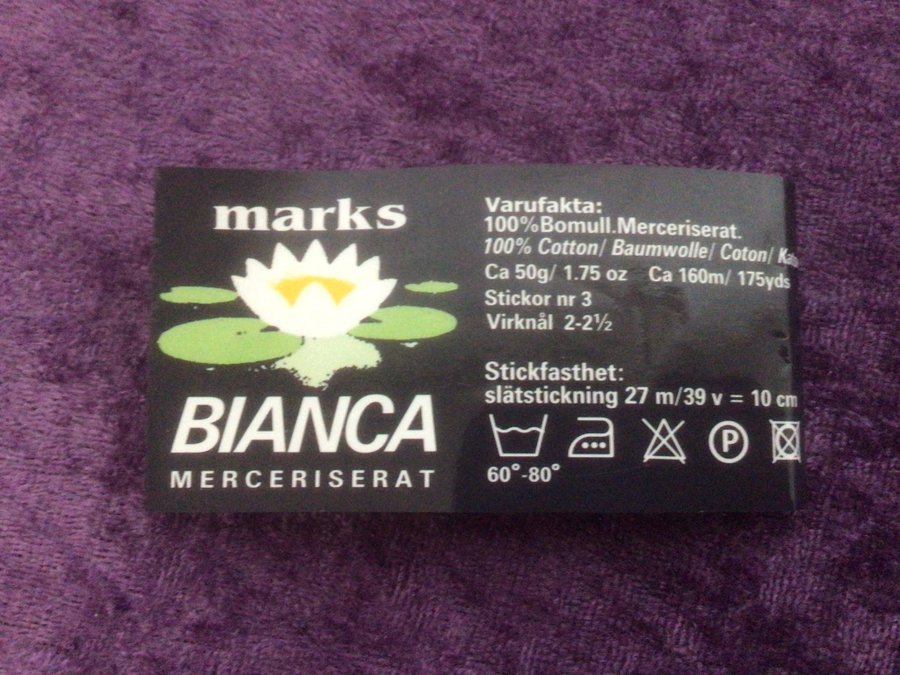 marks
BIANCA
MERCERISERAT
Varufakta:
100%Bomull.Merceriserat.
100% Cotton/ Baumwolle/ Coton/
Ca 50g/ 1.75 oz Ca 160m/ 175yds
Stickor nr 3
Virknål 2-2½
Stickfasthet:
slätstickning 27 m/39 v = 10 cm
P
60°-80°